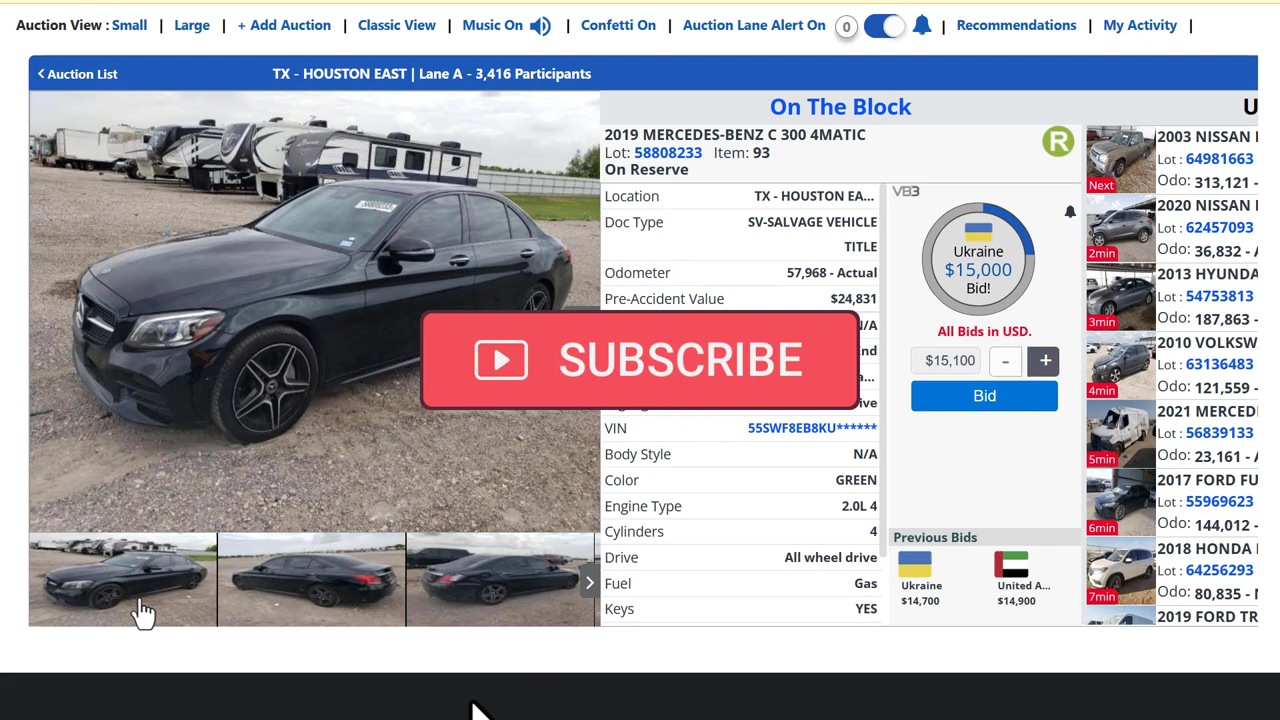 Auction View : Small | Large | + Add Auction | Classic View | Music On | Confetti On | Auction Lane Alert On 0 | Recommendations | My Activity |
Auction List TX - HOUSTON EAST | Lane A - 3,416 Participants
On The Block
U
2019 MERCEDES-BENZ C 300 4MATIC
Lot: 58808233 Item: 93
On Reserve
R
Location TX - HOUSTON EA...
Doc Type SV-SALVAGE VEHICLE
TITLE
Odometer 57,968 - Actual
Pre-Accident Value $24,831
SUBSCRIBE
VIN 55SWF8EB8KU******
Body Style N/A
Color GREEN
Engine Type 2.0L 4
Cylinders 4
Drive All wheel drive
Fuel Gas
Keys YES
VB3
Ukraine
$15,000
Bid!
All Bids in USD.
$15,100 - +
Bid
Previous Bids
Ukraine
$14,700
United A...
$14,900
2003 NISSAN
Lot : 64981663
Next Odo: 313,121 -
2020 NISSAN
Lot : 62457093
2min Odo: 36,832 -
2013 HYUNDA
Lot : 54753813
3min Odo: 187,863 -
2010 VOLKSW
Lot : 63136483
4min Odo: 121,559 -
2021 MERCED
Lot : 56839133
5min Odo: 23,161 -
2017 FORD FU
Lot : 55969623
6min Odo: 144,012 -
2018 HONDA
Lot : 64256293
7min Odo: 80,835 -
2019 FORD TR